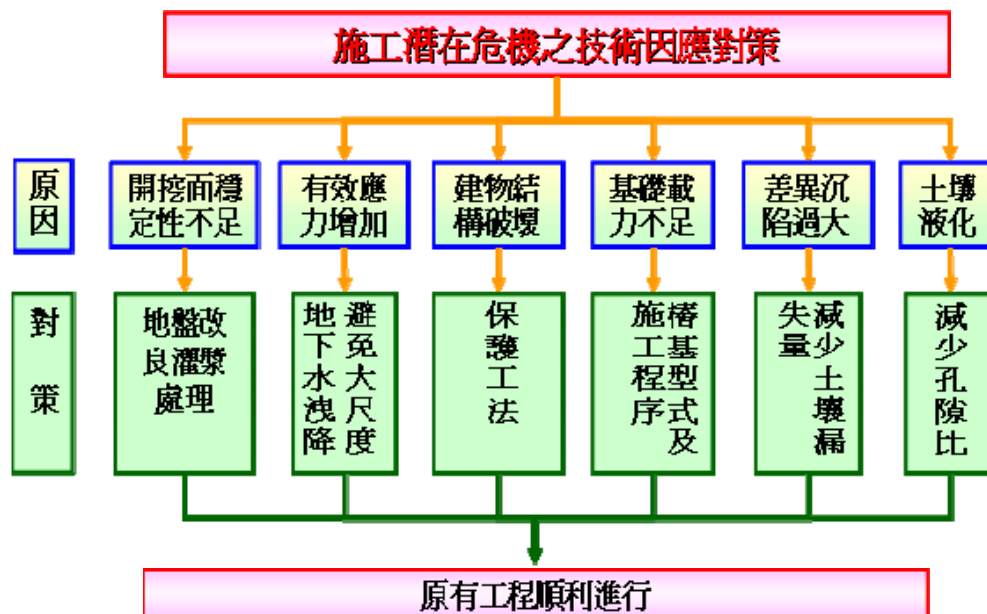 施工潛在危機之技術因應對策
原因
開挖面穩
定性不足
有效應
力增加
建物結
構破壞
基礎載
力不足
差異沉
陷過大
土壤
液化
對策
地盤改
良灌漿
處理
避免大尺度
地下水洩降
保護工法
樁基型式及
施工程序
減少土壤漏
失量
減少孔隙比
原有工程順利進行